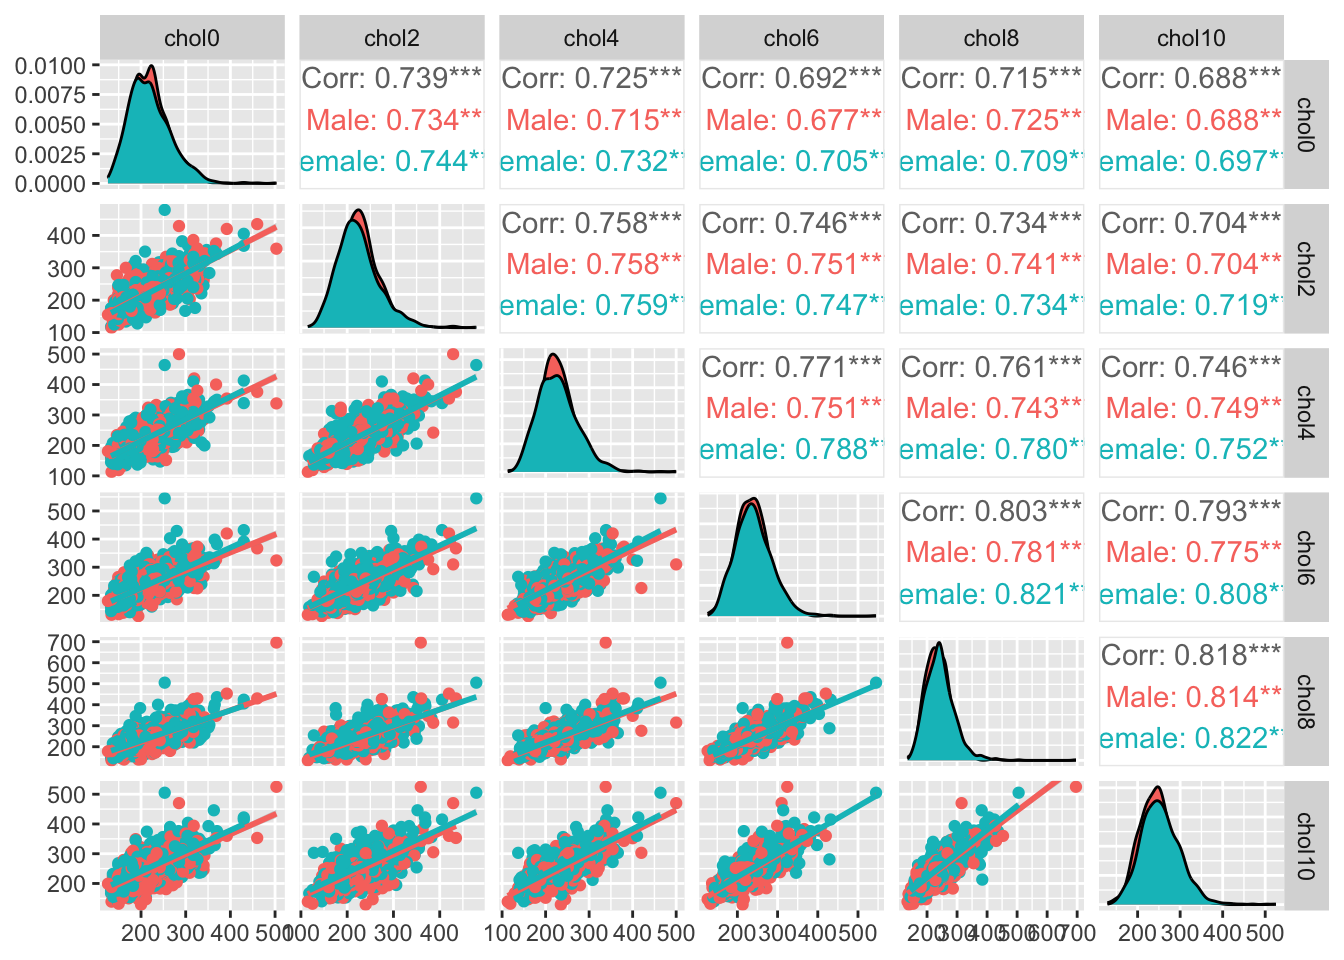 chol0 chol2 chol4 chol6 chol8 chol10
0.0100
0.0075
0.0050
0.0025
0.0000
Corr: 0.739***
Male: 0.734**
emale: 0.744*
Corr: 0.725***
Male: 0.715**
emale: 0.732*
Corr: 0.692***
Male: 0.677**
emale: 0.705*
Corr: 0.715***
Male: 0.725**
emale: 0.709*
Corr: 0.688***
Male: 0.688**
emale: 0.697*
chol0
400
300
200
100
Corr: 0.758***
Male: 0.758**
emale: 0.759*
Corr: 0.746***
Male: 0.751**
emale: 0.747*
Corr: 0.734***
Male: 0.741**
emale: 0.734*
Corr: 0.704***
Male: 0.704**
emale: 0.719*
chol2
500
400
300
200
100
Corr: 0.771***
Male: 0.751**
emale: 0.788*
Corr: 0.761***
Male: 0.743**
emale: 0.780*
Corr: 0.746***
Male: 0.749**
emale: 0.752*
chol4
500
400
300
200
Corr: 0.803***
Male: 0.781**
emale: 0.821*
Corr: 0.793***
Male: 0.775**
emale: 0.808*
chol6
700
600
500
400
300
200
Corr: 0.818***
Male: 0.814**
emale: 0.822*
chol8
500
400
300
200
chol10
200 300 400 500
100 200 300 400
100 200 300 400 500
200 300 400 500
200 300 400 500 600 700
200 300 400 500